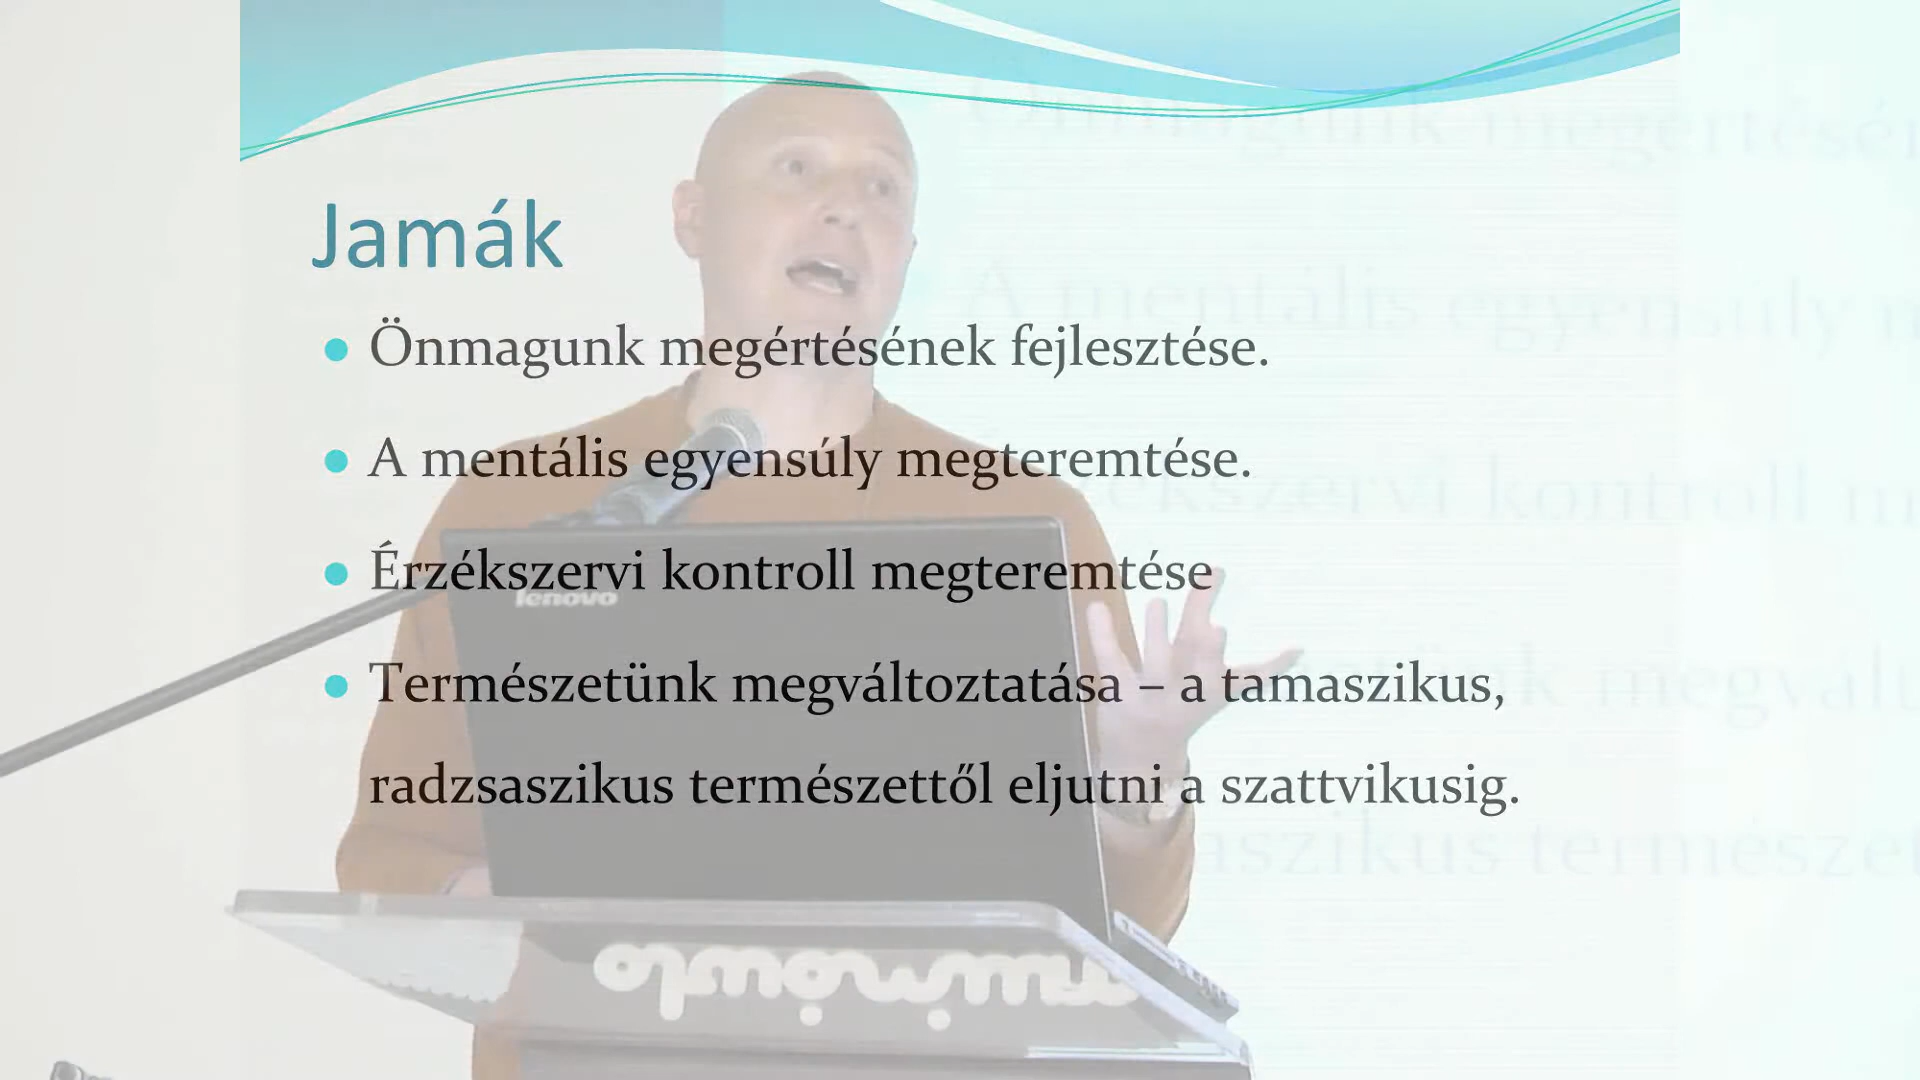 Jamák
Önmagunk megértésének fejlesztése.
A mentális egyensúly megteremtése.
Érzékszervi kontroll megteremtése
Természetünk megváltoztatása – a tamaszikus,
radzsaszikus természettől eljutni a szattvikusig.
lenovo